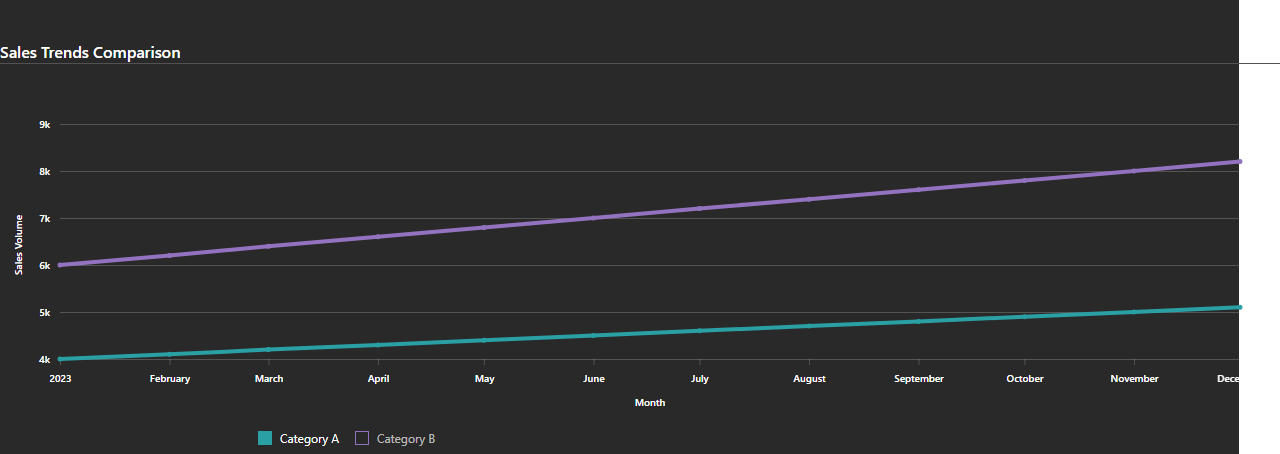 Sales Trends Comparison
9k
8k
7k
6k
5k
4k
Sales Volume
2023 February March April May June July August September October November Dece
Month
Category A Category B